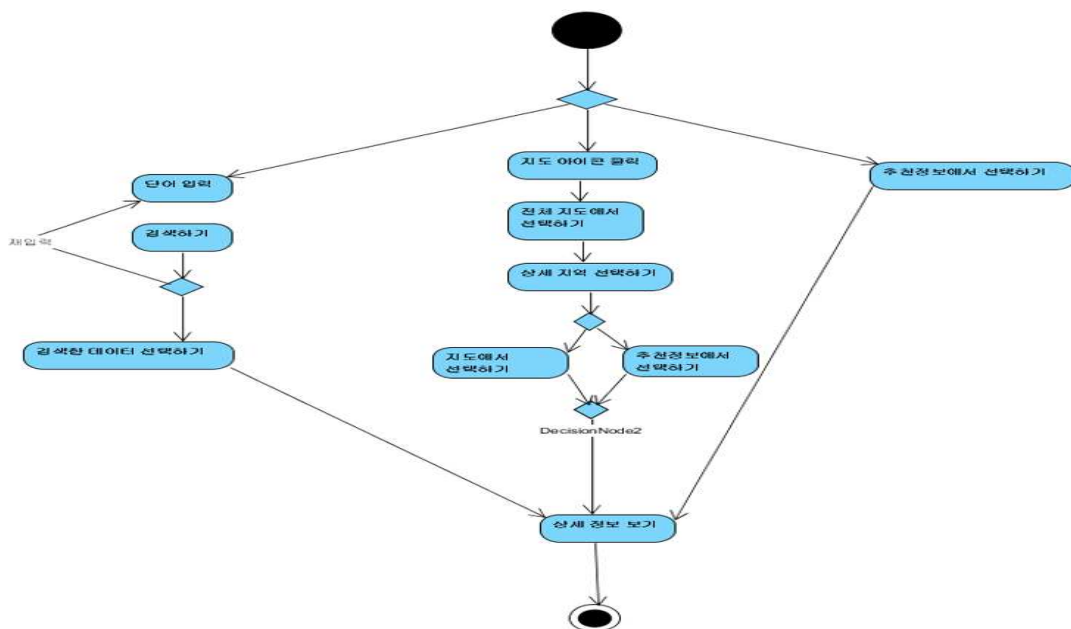 지도 아이콘 클릭
추천정보에서 선택하기
단어 입력
전체 지도에서
선택하기
재입력
검색하기
상세 지역 선택하기
검색한 데이터 선택하기
지도에서
선택하기
추천정보에서
선택하기
DecisionNode2
상세 정보 보기